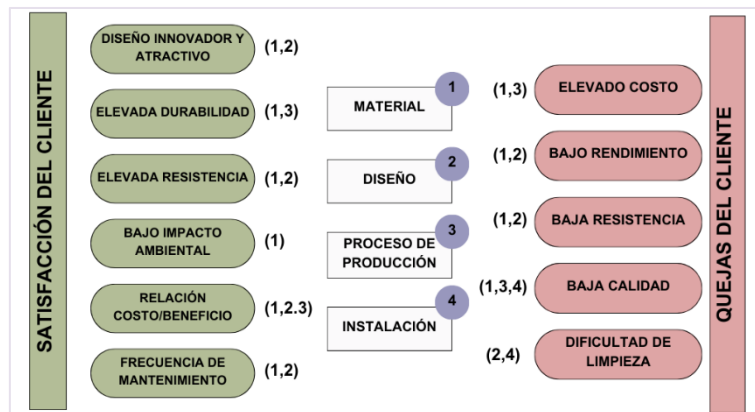 SATISFACCIÓN DEL CLIENTE
DISEÑO INNOVADOR Y
ATRACTIVO
(1,2)
ELEVADA DURABILIDAD
(1,3)
ELEVADA RESISTENCIA
(1,2)
BAJO IMPACTO
AMBIENTAL
(1)
RELACIÓN
COSTO/BENEFICIO
(1,2.3)
FRECUENCIA DE
MANTENIMIENTO
(1,2)
1
MATERIAL
2
DISEÑO
3
PROCESO DE
PRODUCCIÓN
4
INSTALACIÓN
(1,3)
ELEVADO COSTO
(1,2)
BAJO RENDIMIENTO
(1,2)
BAJA RESISTENCIA
(1,3,4)
BAJA CALIDAD
(2,4)
DIFICULTAD DE
LIMPIEZA
QUEJAS DEL CLIENTE